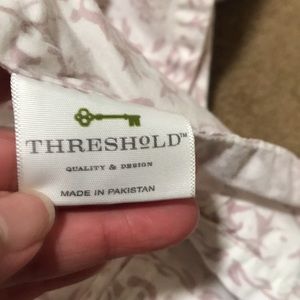 THRESHOLD™
QUALITY & DESIGN
MADE IN PAKISTAN